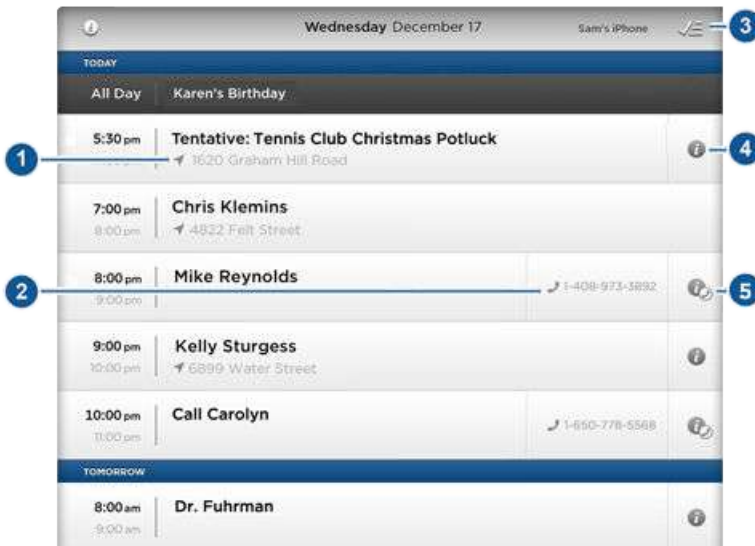 Wednesday December 17
Sam's iPhone
3
TODAY
All Day Karen's Birthday
5:30 pm Tentative: Tennis Club Christmas Potluck
1620 Graham Hill Road
1
4
7:00 pm Chris Klemins
8:00 pm 4822 Felt Street
8:00 pm Mike Reynolds
1-408-973-3892
9:00 pm
2
5
9:00 pm Kelly Sturgess
10:00 pm 6899 Water Street
10:00 pm Call Carolyn
1-650-778-5568
11:00 pm
TOMORROW
8:00 am Dr. Fuhrman
9:00 am